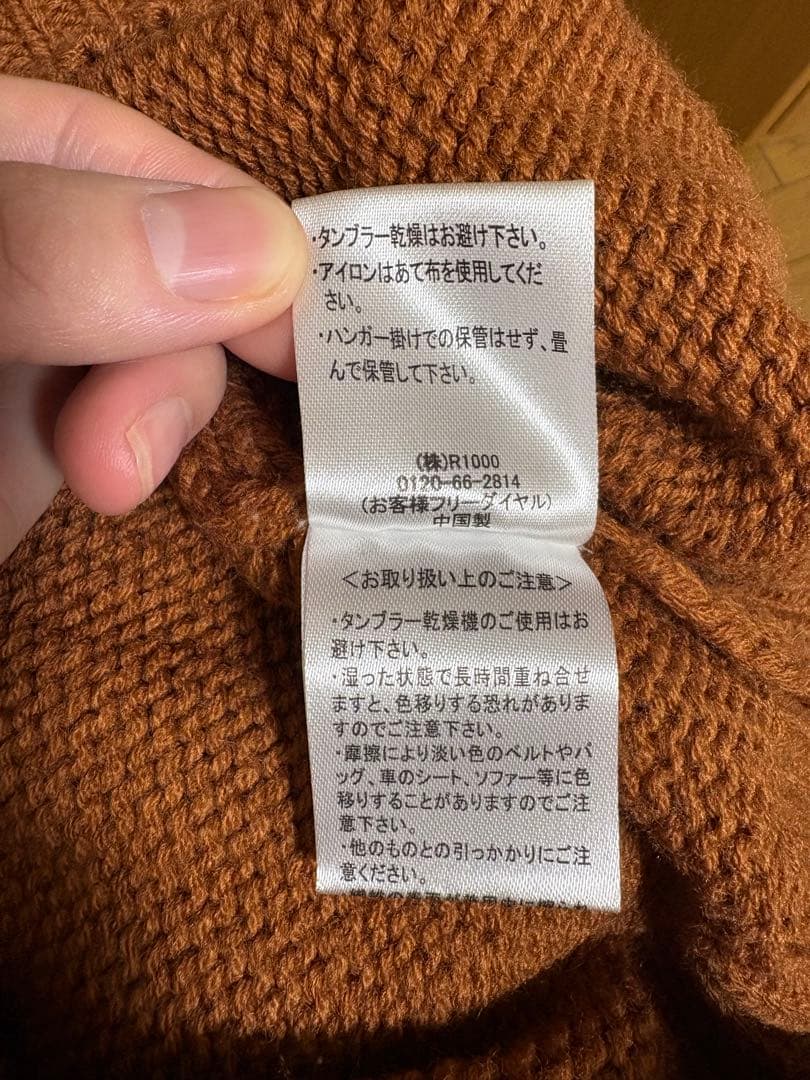 ・タンブラー乾燥はお避け下さい。
・アイロンはあて布を使用してくだ
さい。
・ハンガー掛けでの保管はせず、畳
んで保管して下さい。
(株)R1000
0120-66-2814
(お客様フリーダイヤル)
中国製
＜お取り扱い上のご注意＞
・タンブラー乾燥機のご使用はお
避け下さい。
・湿った状態で長時間重ね合せ
ますと、色移りする恐れがありま
すのでご注意下さい。
・摩擦により淡い色のベルトやバ
ッグ、車のシート、ソファー等に色
移りすることがありますのでご注
意下さい。
・他のものとの引っかかりにご注
意ください。